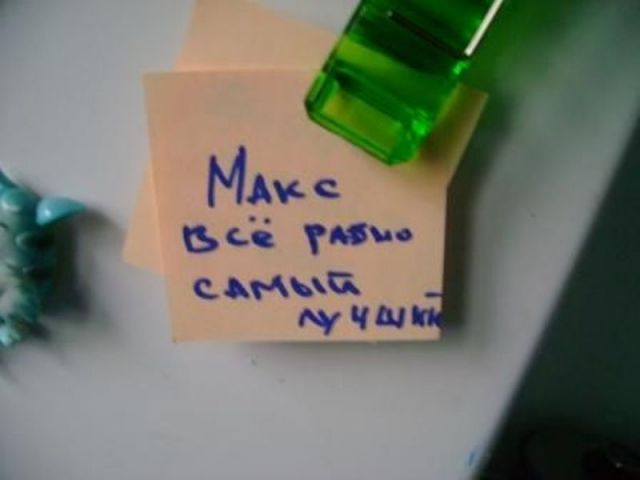 Макс
всё равно
самый
лучший